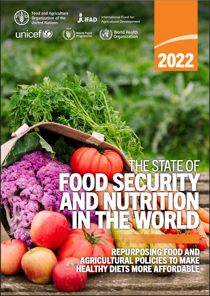 Food and Agriculture
Organization of the
United Nations
IFAD
International Fund for
Agricultural Development
unicef
World Food
Programme
World Health
Organization
2022
THE STATE OF
FOOD SECURITY
AND NUTRITION
IN THE WORLD
REPURPOSING FOOD AND
AGRICULTURAL POLICIES TO MAKE
HEALTHY DIETS MORE AFFORDABLE